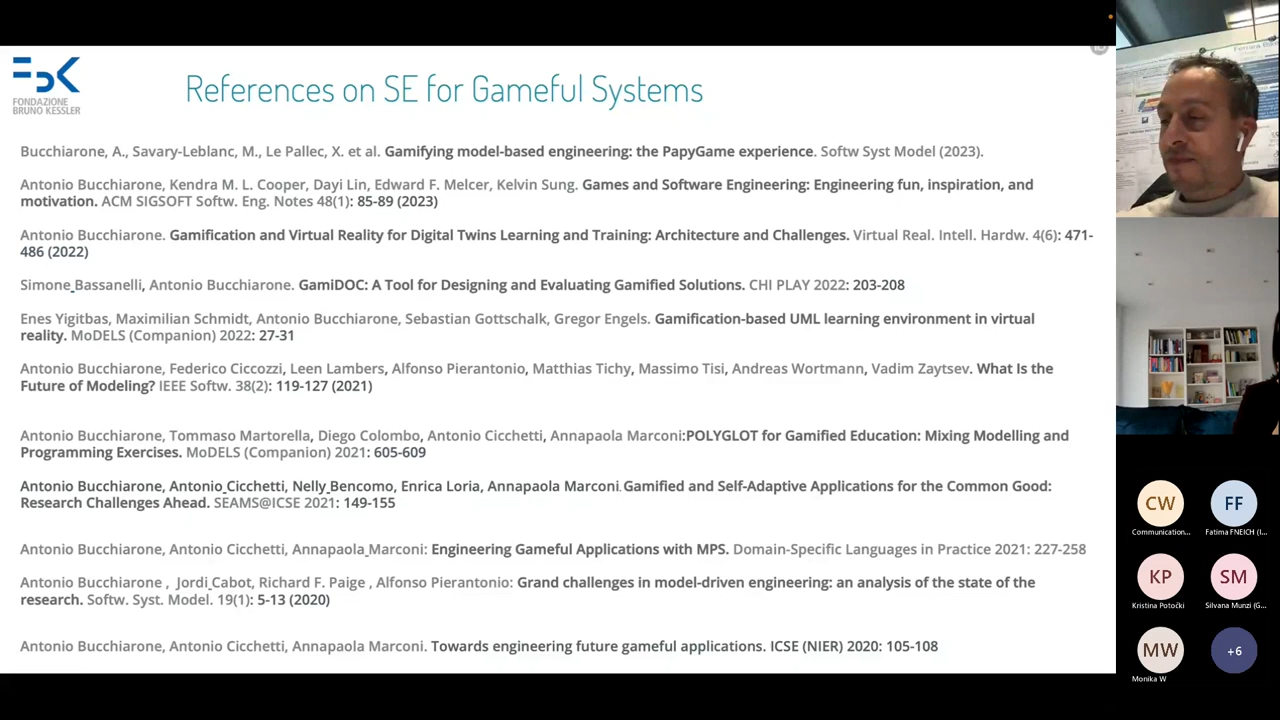 FBK
FONDAZIONE
BRUNO KESSLER
References on SE for Gameful Systems
Bucchiarone, A., Savary-Leblanc, M., Le Pallec, X. et al. Gamifying model-based engineering: the PapyGame experience. Softw Syst Model (2023).
Antonio Bucchiarone, Kendra M. L. Cooper, Dayi Lin, Edward F. Melcer, Kelvin Sung. Games and Software Engineering: Engineering fun, inspiration, and
motivation. ACM SIGSOFT Softw. Eng. Notes 48(1): 85-89 (2023)
Antonio Bucchiarone. Gamification and Virtual Reality for Digital Twins Learning and Training: Architecture and Challenges. Virtual Real. Intell. Hardw. 4(6): 471-
486 (2022)
Simone Bassanelli, Antonio Bucchiarone. GamiDOC: A Tool for Designing and Evaluating Gamified Solutions. CHI PLAY 2022: 203-208
Enes Yigitbas, Maximilian Schmidt, Antonio Bucchiarone, Sebastian Gottschalk, Gregor Engels. Gamification-based UML learning environment in virtual
reality. MoDELS (Companion) 2022: 27-31
Antonio Bucchiarone, Federico Ciccozzi, Leen Lambers, Alfonso Pierantonio, Matthias Tichy, Massimo Tisi, Andreas Wortmann, Vadim Zaytsev. What Is the
Future of Modeling? IEEE Softw. 38(2): 119-127 (2021)
Antonio Bucchiarone, Tommaso Martorella, Diego Colombo, Antonio Cicchetti, Annapaola Marconi:POLYGLOT for Gamified Education: Mixing Modelling and
Programming Exercises. MoDELS (Companion) 2021: 605-609
Antonio Bucchiarone, Antonio Cicchetti, Nelly Bencomo, Enrica Loria, Annapaola Marconi.Gamified and Self-Adaptive Applications for the Common Good:
Research Challenges Ahead. SEAMS@ICSE 2021: 149-155
Antonio Bucchiarone, Antonio Cicchetti, Annapaola Marconi: Engineering Gameful Applications with MPS. Domain-Specific Languages in Practice 2021: 227-258
Antonio Bucchiarone , Jordi Cabot, Richard F. Paige , Alfonso Pierantonio: Grand challenges in model-driven engineering: an analysis of the state of the
research. Softw. Syst. Model. 19(1): 5-13 (2020)
Antonio Bucchiarone, Antonio Cicchetti, Annapaola Marconi. Towards engineering future gameful applications. ICSE (NIER) 2020: 105-108
CW
FF
Communication...
Fatima FNEICH (I...
KP
SM
Kristina Potočki
Silvana Munzi (G...
MW
+6
Monika W